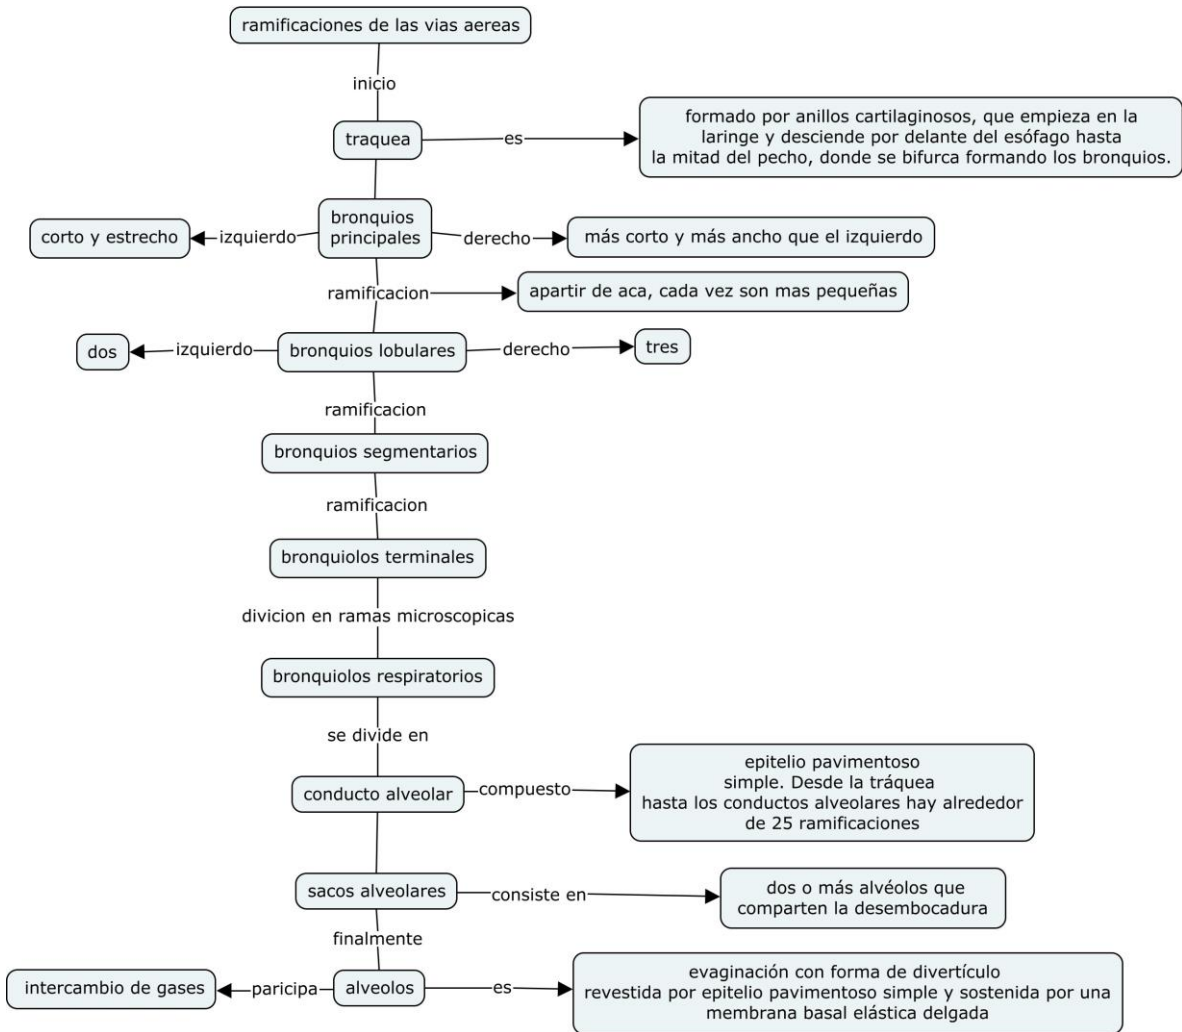 ramificaciones de las vias aereas
inicio
traquea
es
formado por anillos cartilaginosos, que empieza en la
laringe y desciende por delante del esófago hasta
la mitad del pecho, donde se bifurca formando los bronquios.
bronquios
principales
izquierdo
corto y estrecho
derecho
más corto y más ancho que el izquierdo
ramificacion
apartir de aca, cada vez son mas pequeñas
bronquios lobulares
izquierdo
dos
derecho
tres
ramificacion
bronquios segmentarios
ramificacion
bronquiolos terminales
divicion en ramas microscopicas
bronquiolos respiratorios
se divide en
conducto alveolar
compuesto
epitelio pavimentoso
simple. Desde la tráquea
hasta los conductos alveolares hay alrededor
de 25 ramificaciones
sacos alveolares
consiste en
dos o más alvéolos que
comparten la desembocadura
finalmente
alveolos
paricipa
intercambio de gases
es
evaginación con forma de divertículo
revestida por epitelio pavimentoso simple y sostenida por una
membrana basal elástica delgada